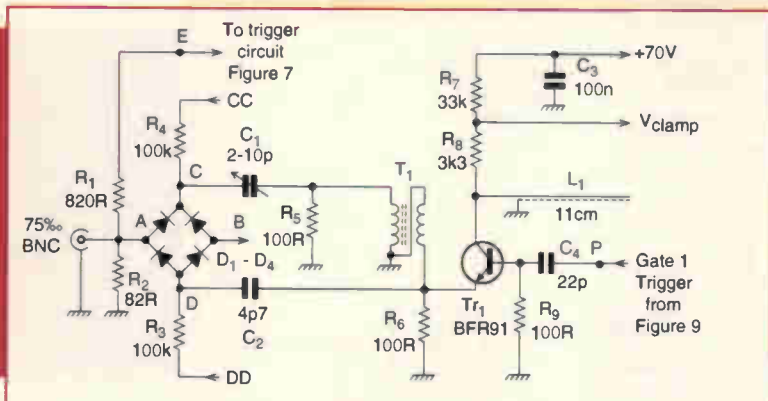 E
To trigger
circuit
Figure 7
CC
R4
100k
C1
2-10p
R7
33k
C3
100n
+70V
Vclamp
R8
3k3
T1
L1
11cm
R1
820R
C
R5
100R
75‰
BNC
A
B
R2
82R
D1 - D4
D
4p7
C2
R3
100k
DD
R6
100R
Tr1
BFR91
C4
22p
P
R9
100R
Gate 1
Trigger
from
Figure 9